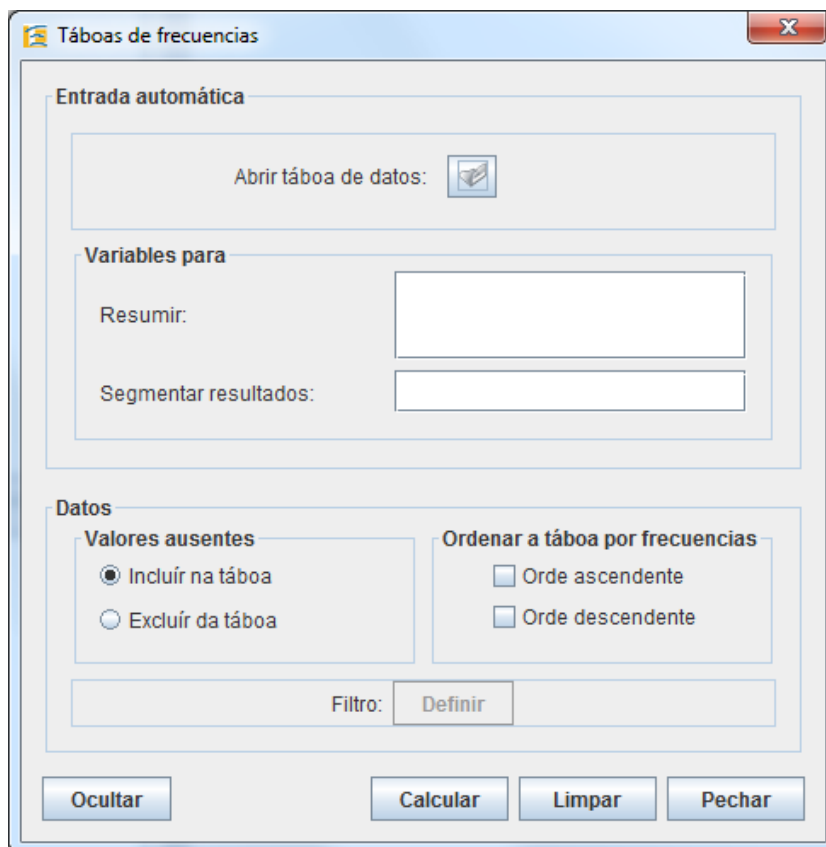 Táboas de frecuencias
Entrada automática
Abrir táboa de datos:
Variables para
Resumir:
Segmentar resultados:
Datos
Valores ausentes
Incluír na táboa
Excluír da táboa
Ordenar a táboa por frecuencias
Orde ascendente
Orde descendente
Filtro: Definir
Ocultar Calcular Limpar Pechar